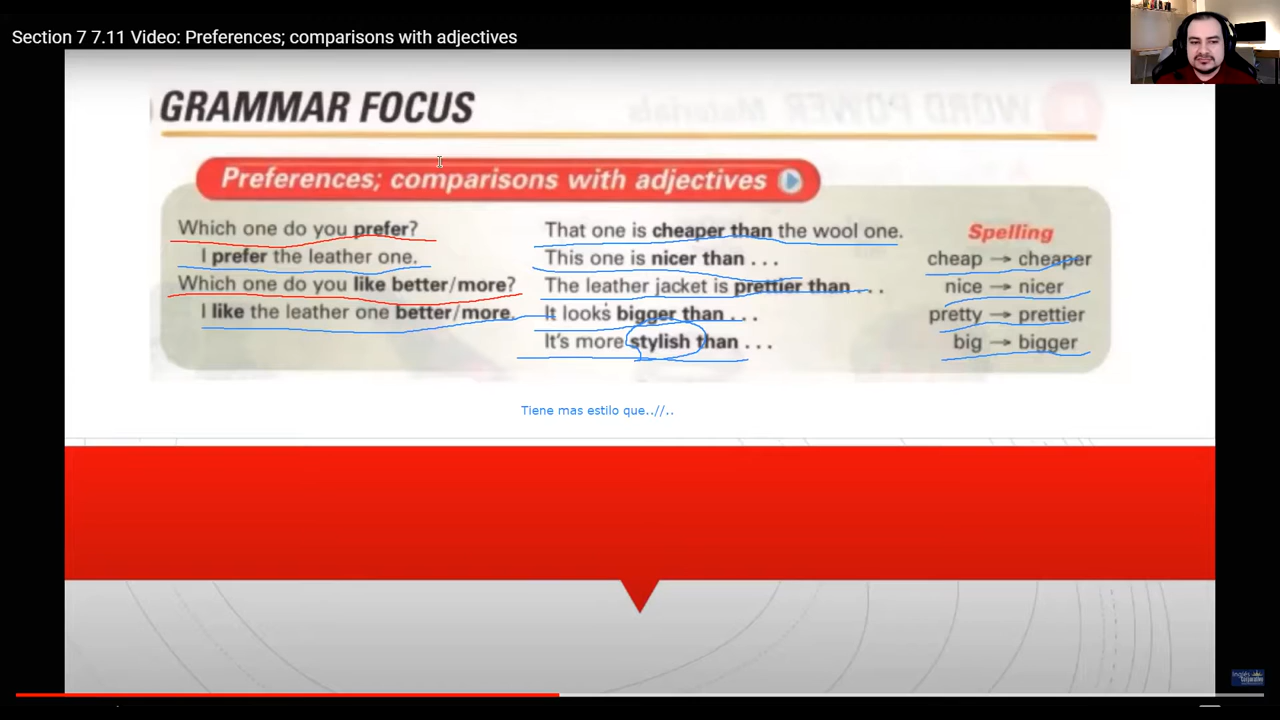 Section 7 7.11 Video: Preferences; comparisons with adjectives
GRAMMAR FOCUS
Preferences; comparisons with adjectives
Which one do you prefer?
I prefer the leather one.
Which one do you like better/more?
I like the leather one better/more.
That one is cheaper than the wool one.
This one is nicer than . . .
The leather jacket is prettier than . . .
It looks bigger than . . .
It's more stylish than . . .
Spelling
cheap → cheaper
nice → nicer
pretty → prettier
big → bigger
Tiene mas estilo que..//..